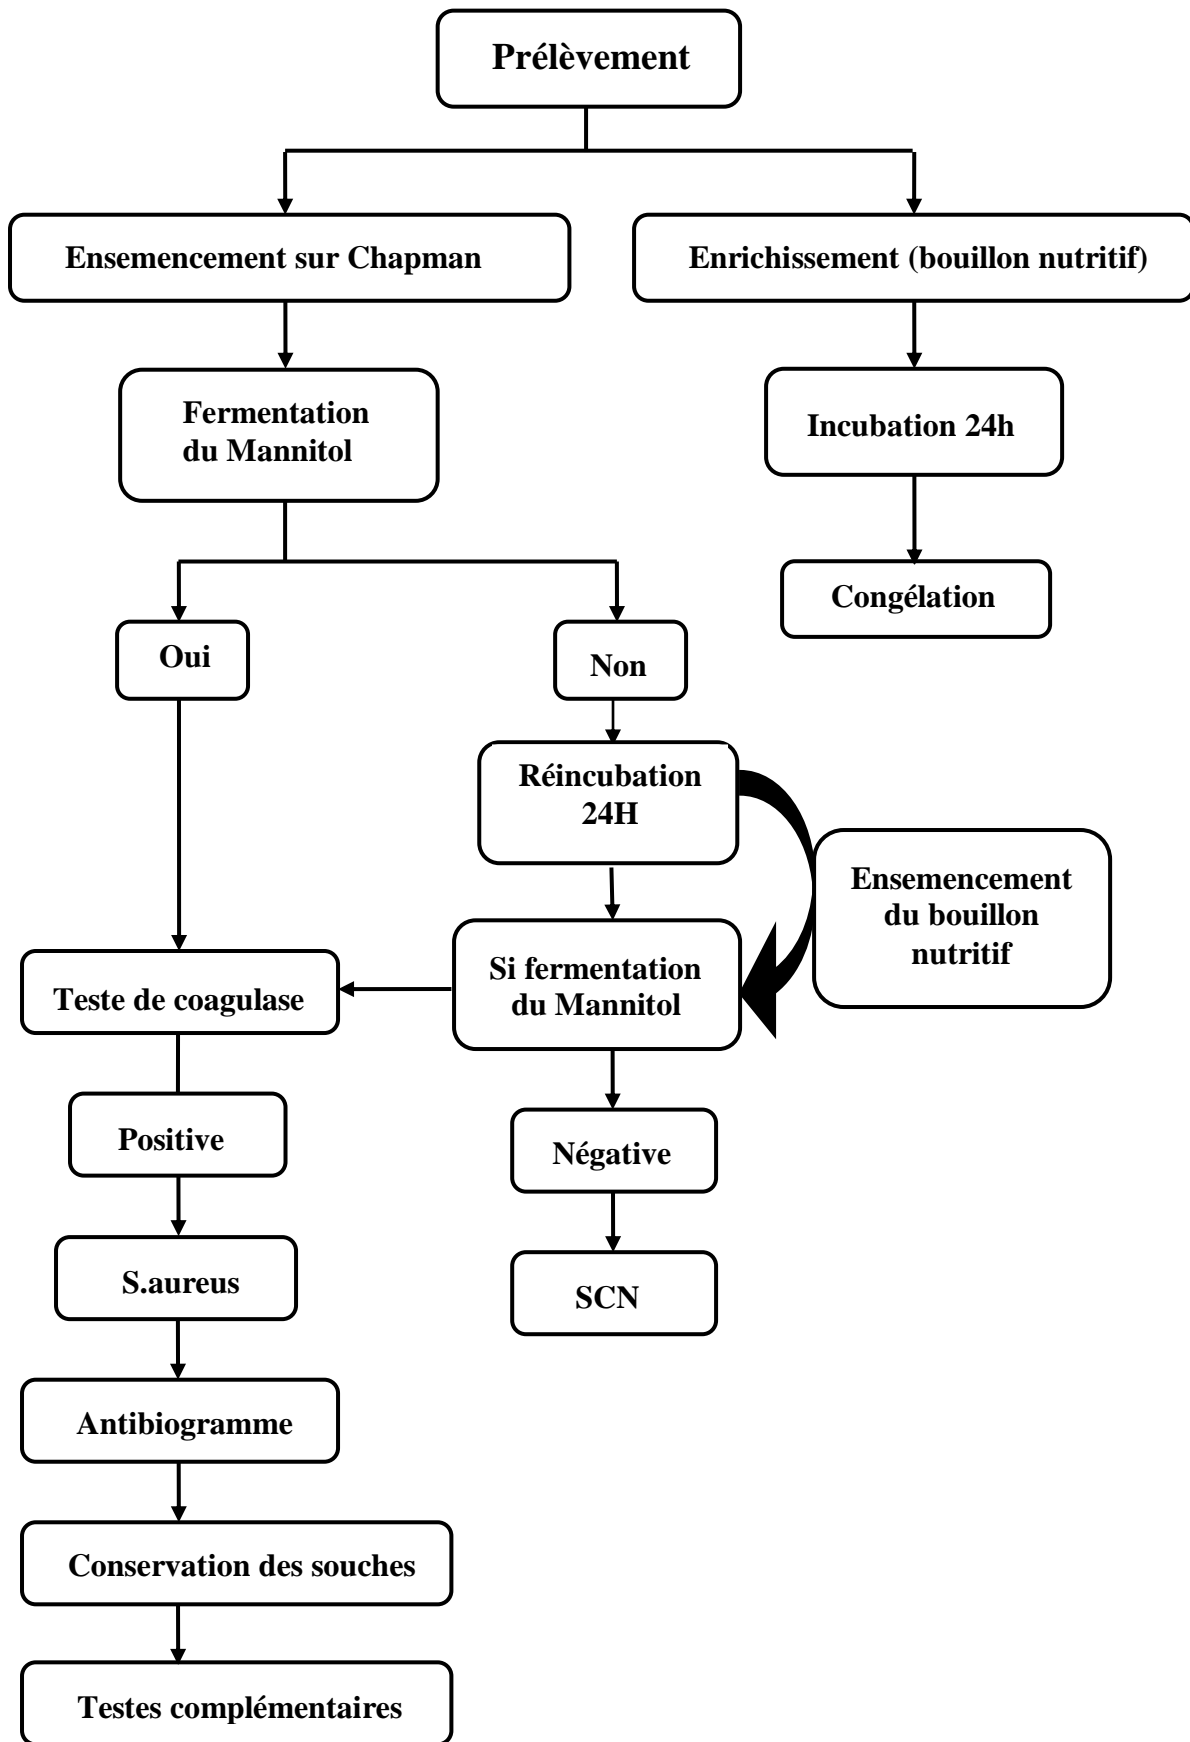 Prélèvement
Ensemencement sur Chapman
Enrichissement (bouillon nutritif)
Fermentation
du Mannitol
Incubation 24h
Congélation
Oui
Non
Réincubation
24H
Ensemencement
du bouillon
nutritif
Si fermentation
du Mannitol
Teste de coagulase
Positive
Négative
S.aureus
SCN
Antibiogramme
Conservation des souches
Testes complémentaires